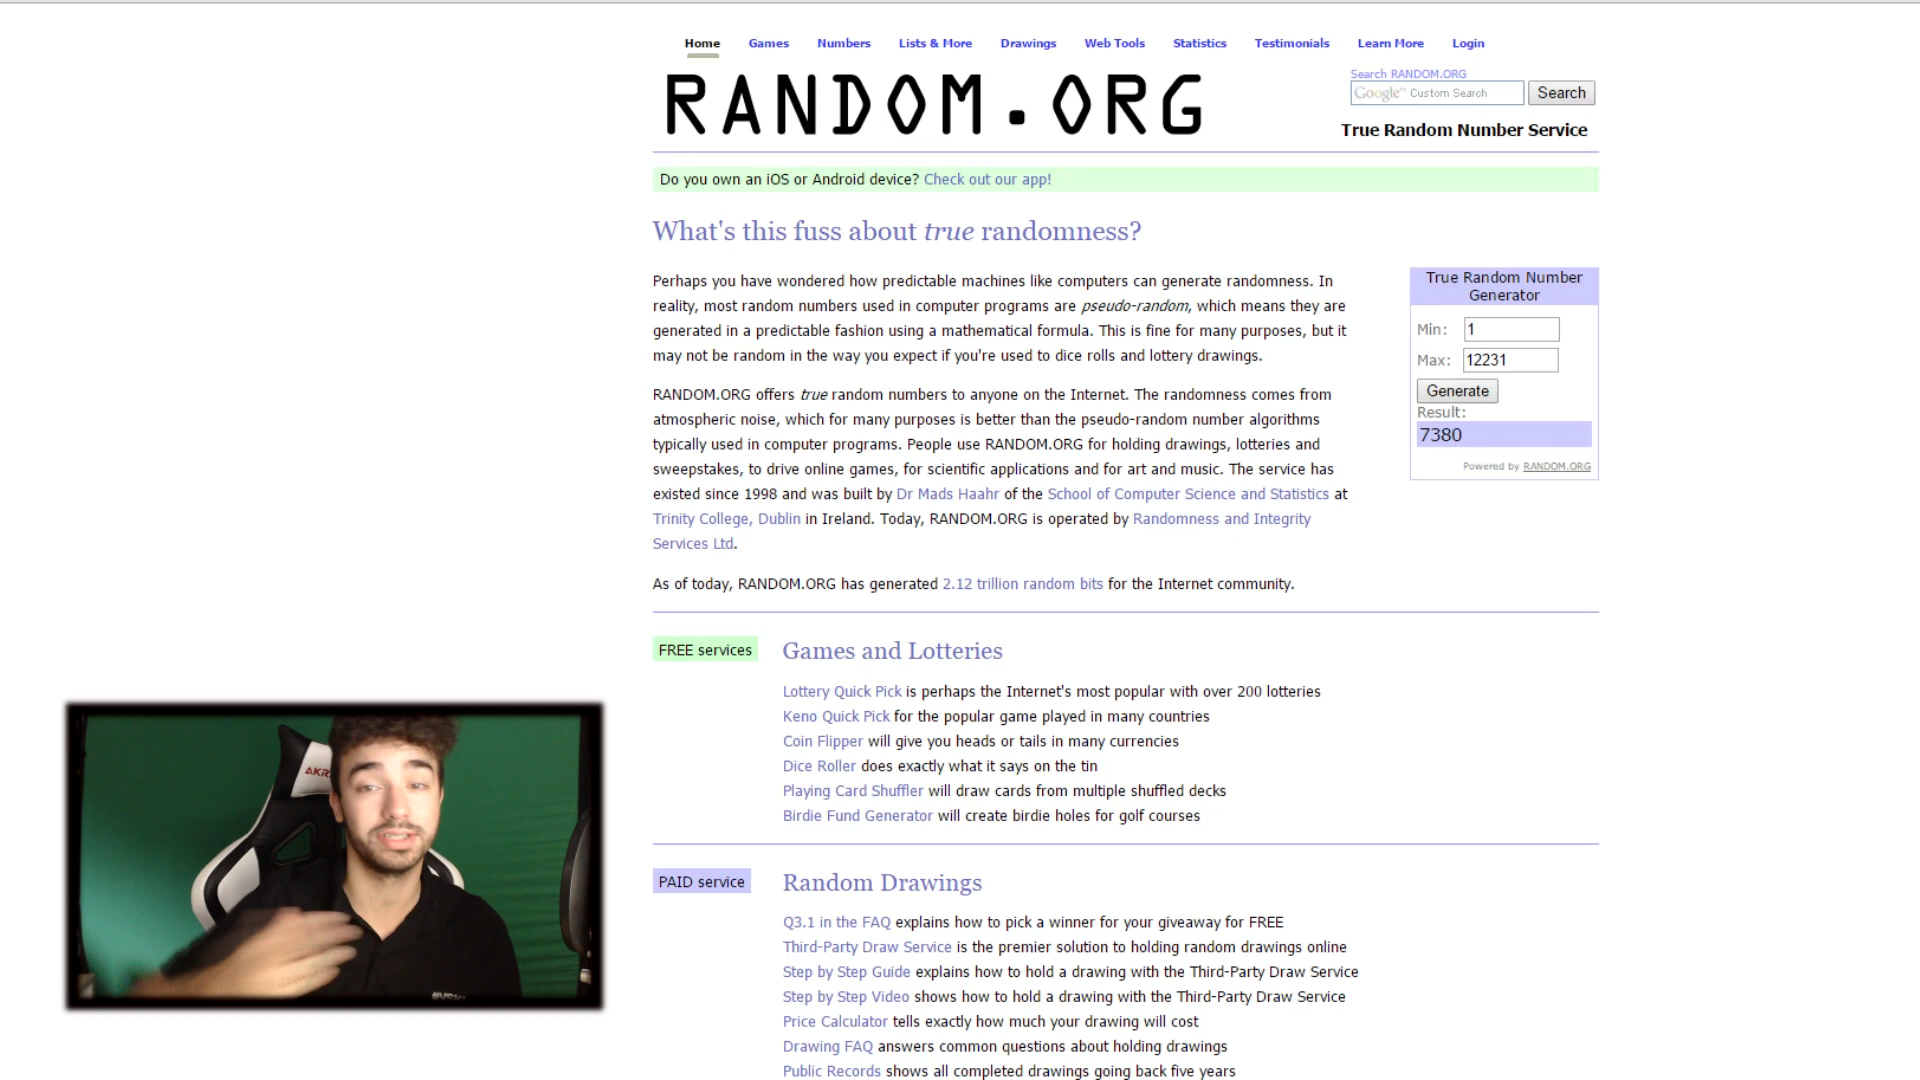 Home Games Numbers Lists & More Drawings Web Tools Statistics Testimonials Learn More Login
RANDOM.ORG
Search RANDOM.ORG
Google™ Custom Search Search
True Random Number Service
Do you own an iOS or Android device? Check out our app!
What's this fuss about true randomness?
Perhaps you have wondered how predictable machines like computers can generate randomness. In
reality, most random numbers used in computer programs are pseudo-random, which means they are
generated in a predictable fashion using a mathematical formula. This is fine for many purposes, but it
may not be random in the way you expect if you're used to dice rolls and lottery drawings.
RANDOM.ORG offers true random numbers to anyone on the Internet. The randomness comes from
atmospheric noise, which for many purposes is better than the pseudo-random number algorithms
typically used in computer programs. People use RANDOM.ORG for holding drawings, lotteries and
sweepstakes, to drive online games, for scientific applications and for art and music. The service has
existed since 1998 and was built by Dr Mads Haahr of the School of Computer Science and Statistics at
Trinity College, Dublin in Ireland. Today, RANDOM.ORG is operated by Randomness and Integrity
Services Ltd.
As of today, RANDOM.ORG has generated 2.12 trillion random bits for the Internet community.
True Random Number
Generator
Min: 1
Max: 12231
Generate
Result:
7380
Powered by RANDOM.ORG
FREE services
Games and Lotteries
Lottery Quick Pick is perhaps the Internet's most popular with over 200 lotteries
Keno Quick Pick for the popular game played in many countries
Coin Flipper will give you heads or tails in many currencies
Dice Roller does exactly what it says on the tin
Playing Card Shuffler will draw cards from multiple shuffled decks
Birdie Fund Generator will create birdie holes for golf courses
PAID service
Random Drawings
Q3.1 in the FAQ explains how to pick a winner for your giveaway for FREE
Third-Party Draw Service is the premier solution to holding random drawings online
Step by Step Guide explains how to hold a drawing with the Third-Party Draw Service
Step by Step Video shows how to hold a drawing with the Third-Party Draw Service
Price Calculator tells exactly how much your drawing will cost
Drawing FAQ answers common questions about holding drawings
Public Records shows all completed drawings going back five years